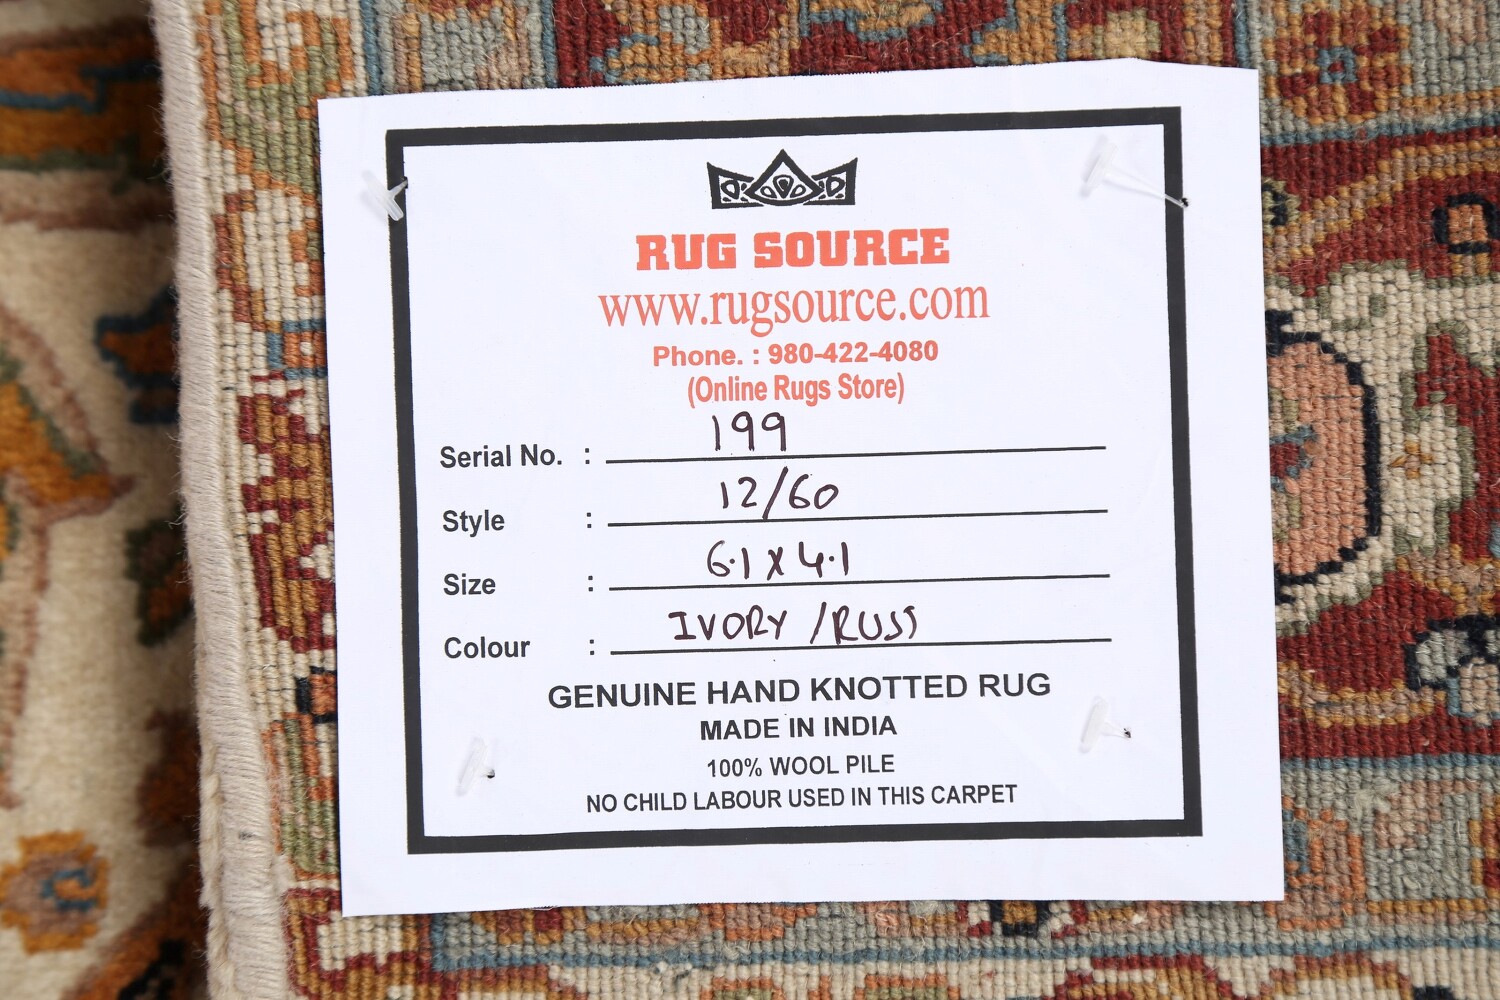 RUG SOURCE
www.rugsource.com
Phone. : 980-422-4080
(Online Rugs Store)
Serial No. : 199
Style : 12/60
Size : 6.1 x 4.1
Colour : IVORY / RUSS
GENUINE HAND KNOTTED RUG
MADE IN INDIA
100% WOOL PILE
NO CHILD LABOUR USED IN THIS CARPET